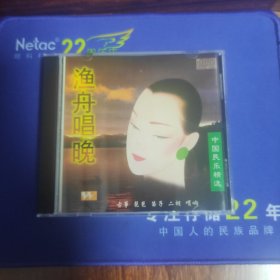 Netac 22
渔舟唱晚
中国民乐精选
古筝 琵琶 笛子 二胡 唢呐
专注存储22年
中国人的民族品牌